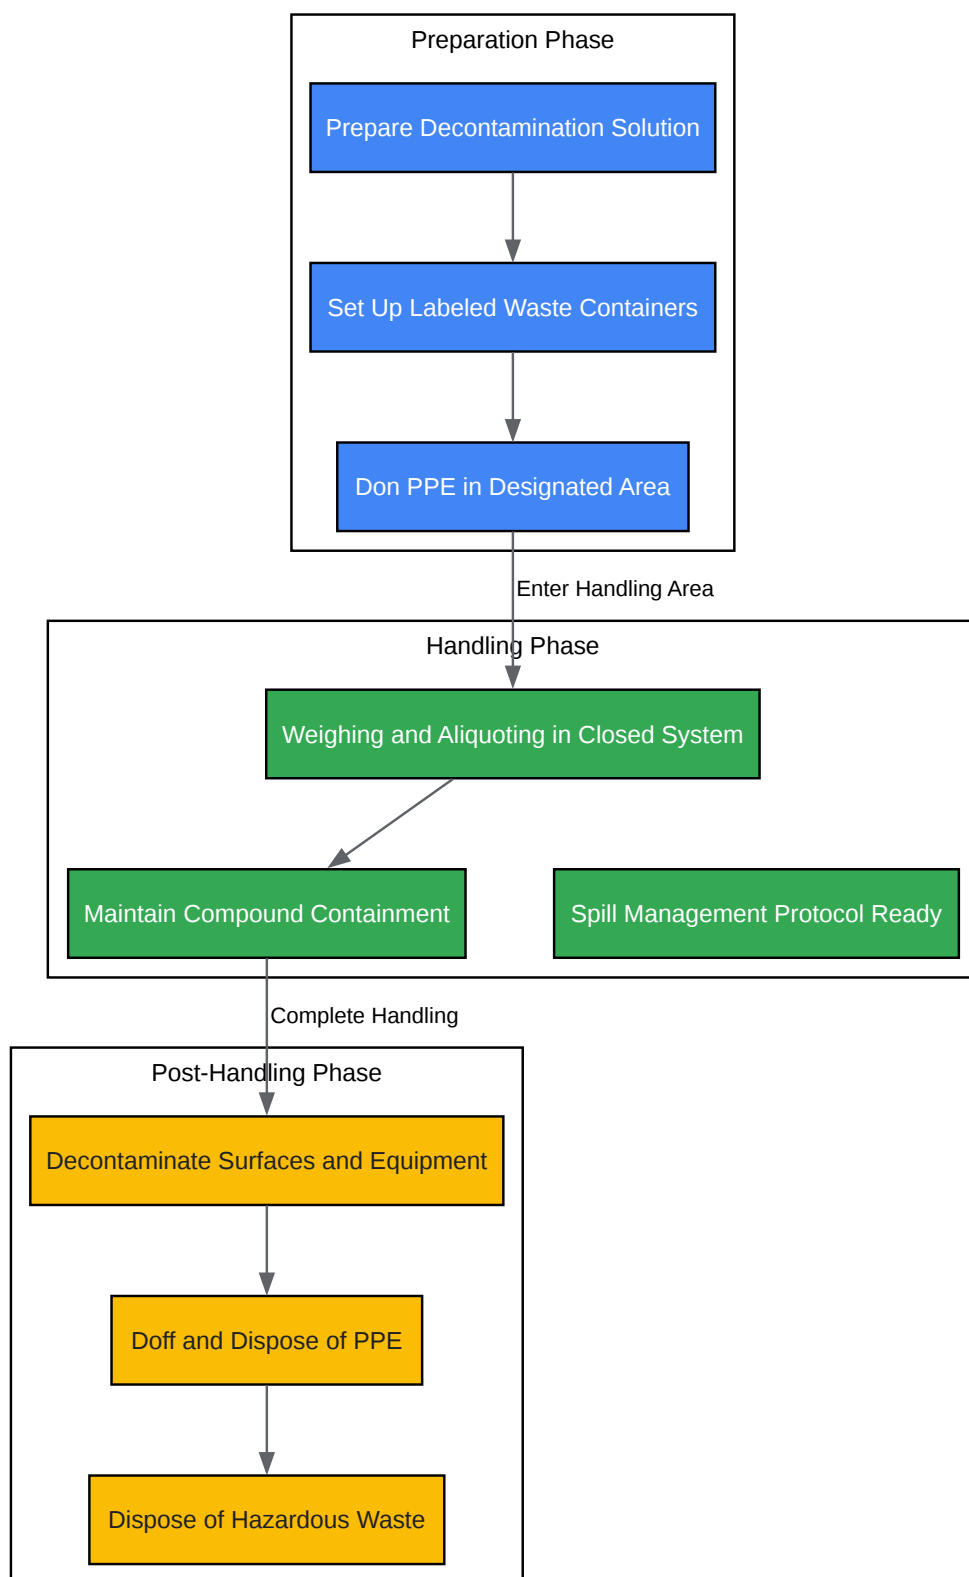 Preparation Phase
Prepare Decontamination Solution
Set Up Labeled Waste Containers
Don PPE in Designated Area
Enter Handling Area
Handling Phase
Weighing and Aliquoting in Closed System
Maintain Compound Containment
Spill Management Protocol Ready
Complete Handling
Post-Handling Phase
Decontaminate Surfaces and Equipment
Doff and Dispose of PPE
Dispose of Hazardous Waste